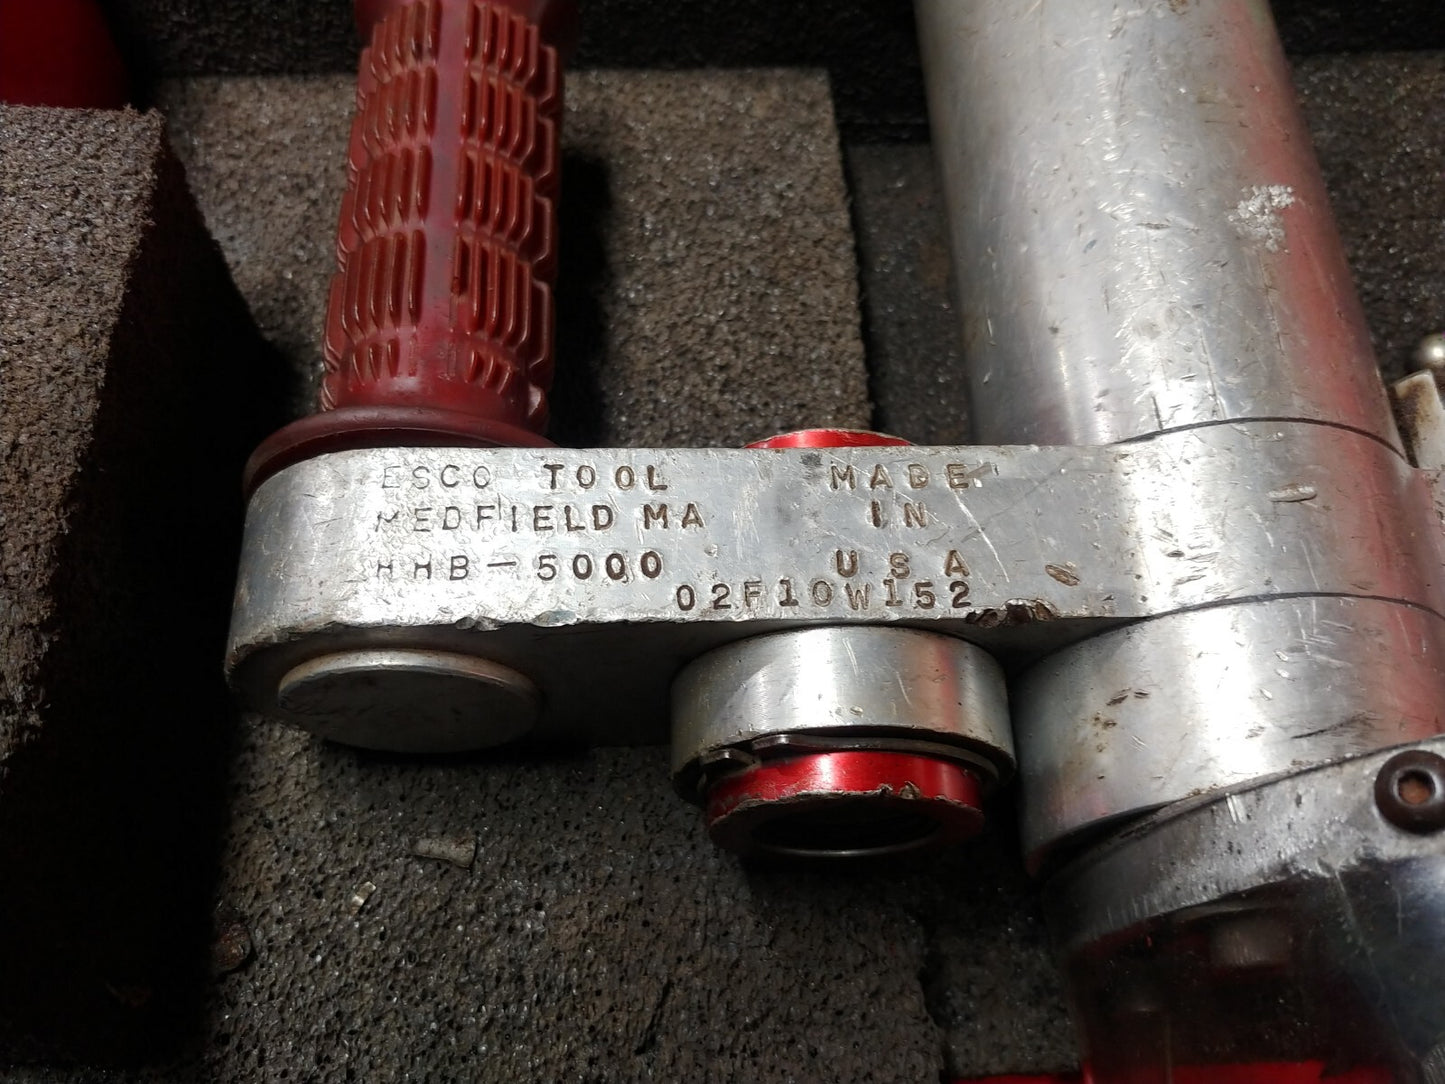 ESCO TOOL
MEDFIELD MA
HHB-5000
MADE
IN
USA
02F10W152